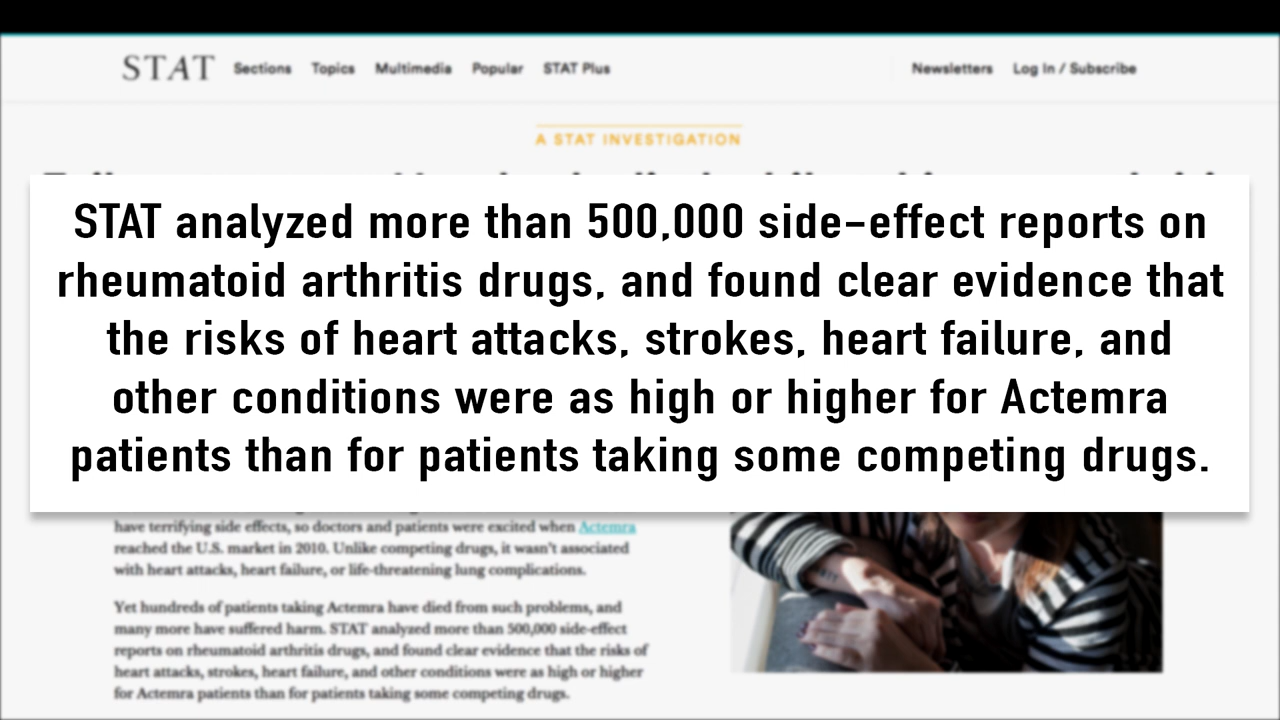 STAT Sections Topics Multimedia Popular STAT Plus Newsletters Log In / Subscribe
A STAT INVESTIGATION
STAT analyzed more than 500,000 side-effect reports on
rheumatoid arthritis drugs, and found clear evidence that
the risks of heart attacks, strokes, heart failure, and
other conditions were as high or higher for Actemra
patients than for patients taking some competing drugs.
have terrifying side effects, so doctors and patients were excited when Actemra
reached the U.S. market in 2010. Unlike competing drugs, it wasn't associated
with heart attacks, heart failure, or life-threatening lung complications.
Yet hundreds of patients taking Actemra have died from such problems, and
many more have suffered harm. STAT analyzed more than 500,000 side-effect
reports on rheumatoid arthritis drugs, and found clear evidence that the risks of
heart attacks, strokes, heart failure, and other conditions were as high or higher
for Actemra patients than for patients taking some competing drugs.